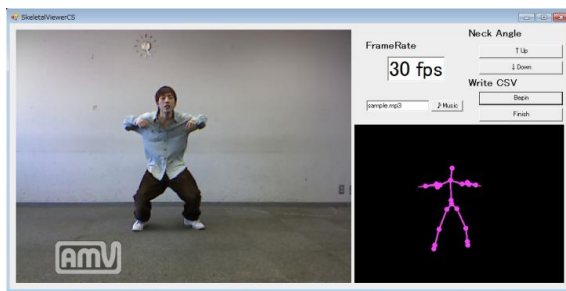 SkeletalViewerCS
FrameRate
30 fps
sample.mp3
♪ Music
Neck Angle
↑ Up
↓ Down
Write CSV
Begin
Finish
AMV